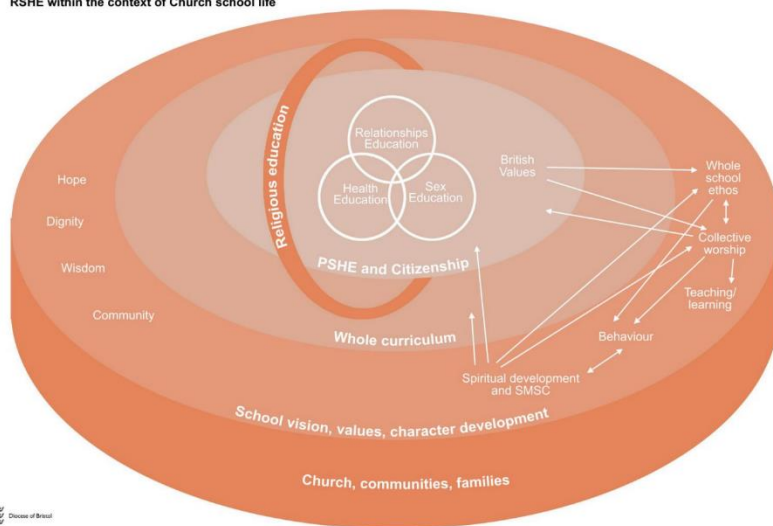 RSHE within the context of Church school life
Hope
Dignity
Wisdom
Community
Religious education
Relationships
Education
Health
Education
Sex
Education
PSHE and Citizenship
British
Values
Whole
school
ethos
Collective
worship
Teaching/
learning
Behaviour
Whole curriculum
Spiritual development
and SMSC
School vision, values, character development
Church, communities, families
Diocese of Bristol